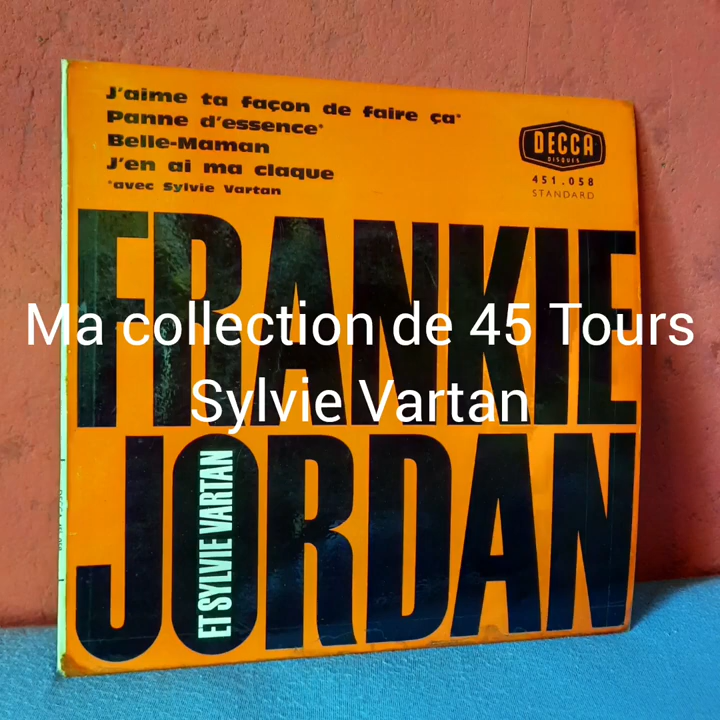 J'aime ta façon de faire ça*
Panne d'essence*
Belle-Maman
J'en ai ma claque
*avec Sylvie Vartan
DECCA
DISQUES
451.058
STANDARD
FRANKIE
Ma collection de 45 Tours
Sylvie Vartan
JORDAN
ET SYLVIE VARTAN